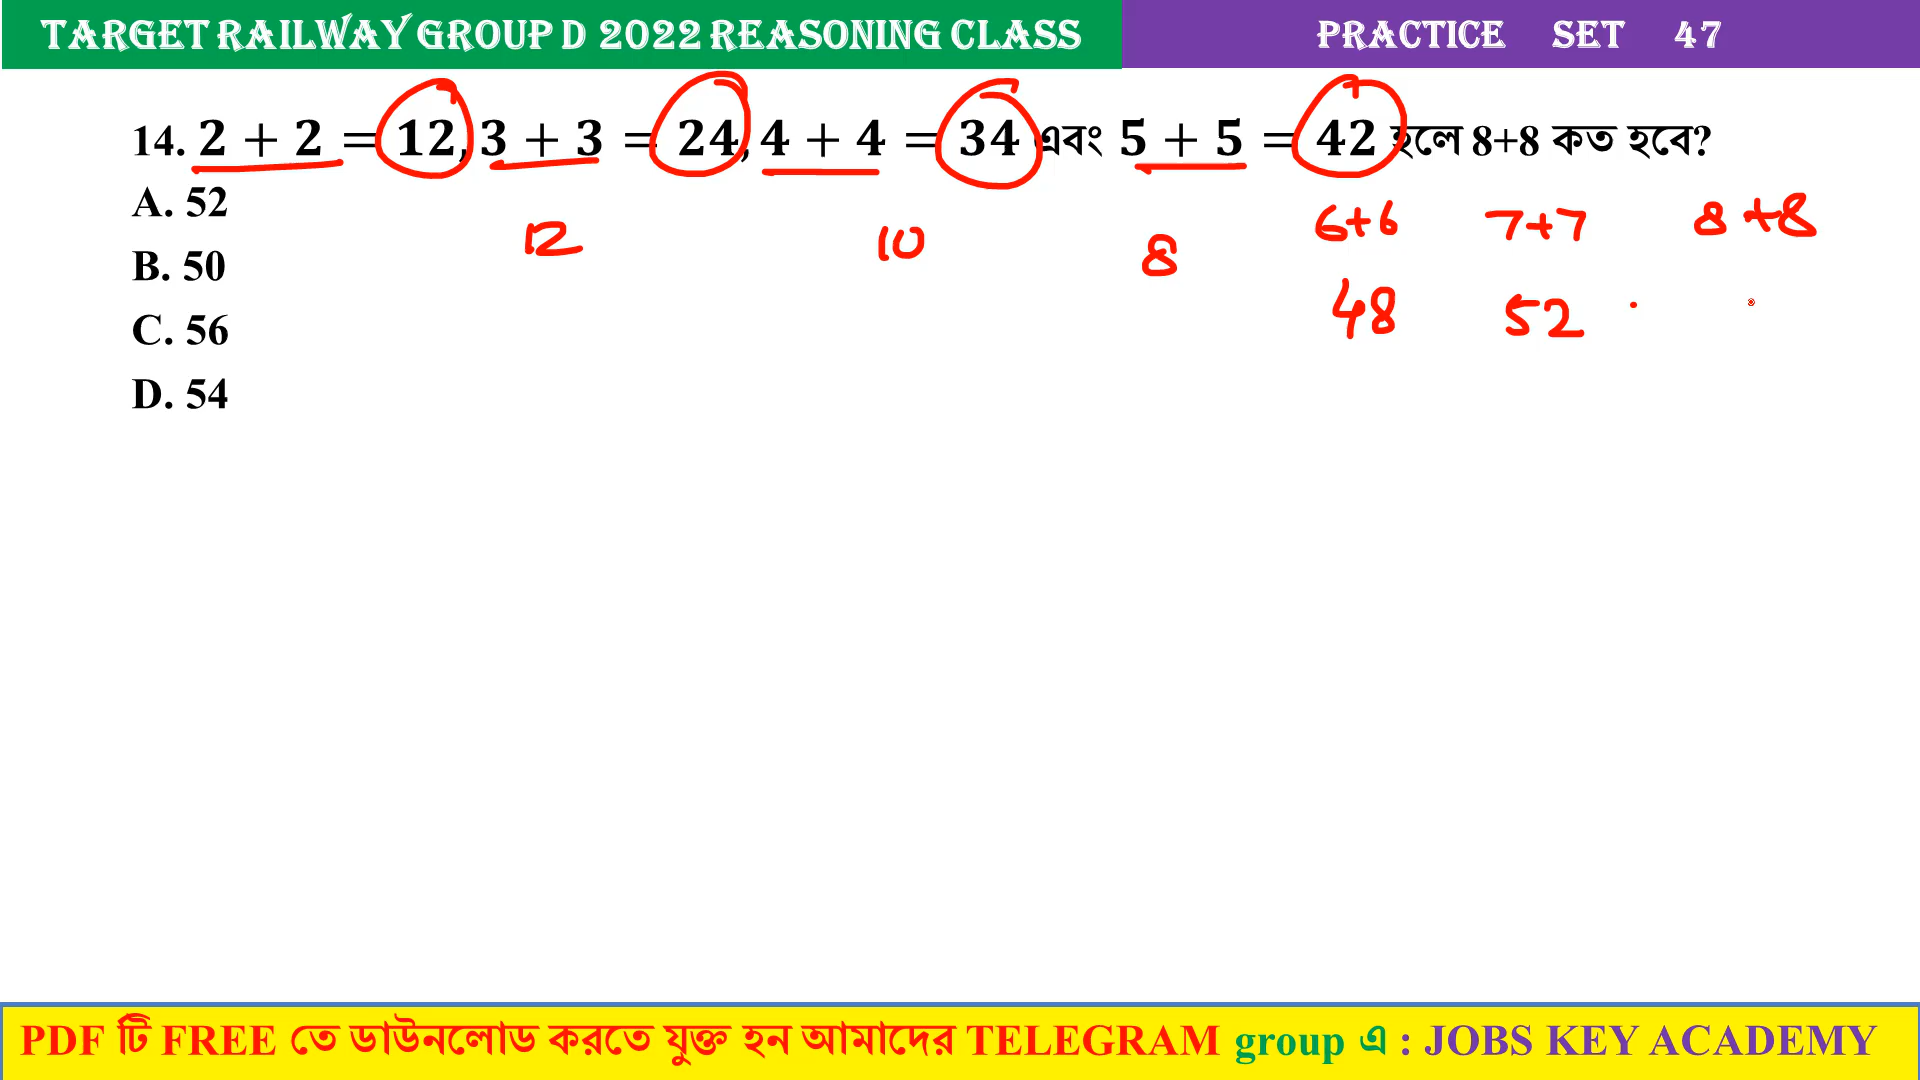 TARGET RAILWAY GROUP D 2022 REASONING CLASS PRACTICE SET 47
14. 2 + 2 = 12, 3 + 3 = 24, 4 + 4 = 34 এবং 5 + 5 = 42 হলে 8+8 কত হবে?
A. 52
6+6 7+7 8+8
12 10 8
B. 50
48 52
C. 56
D. 54
PDF টি FREE তে ডাউনলোড করতে যুক্ত হন আমাদের TELEGRAM group এ : JOBS KEY ACADEMY